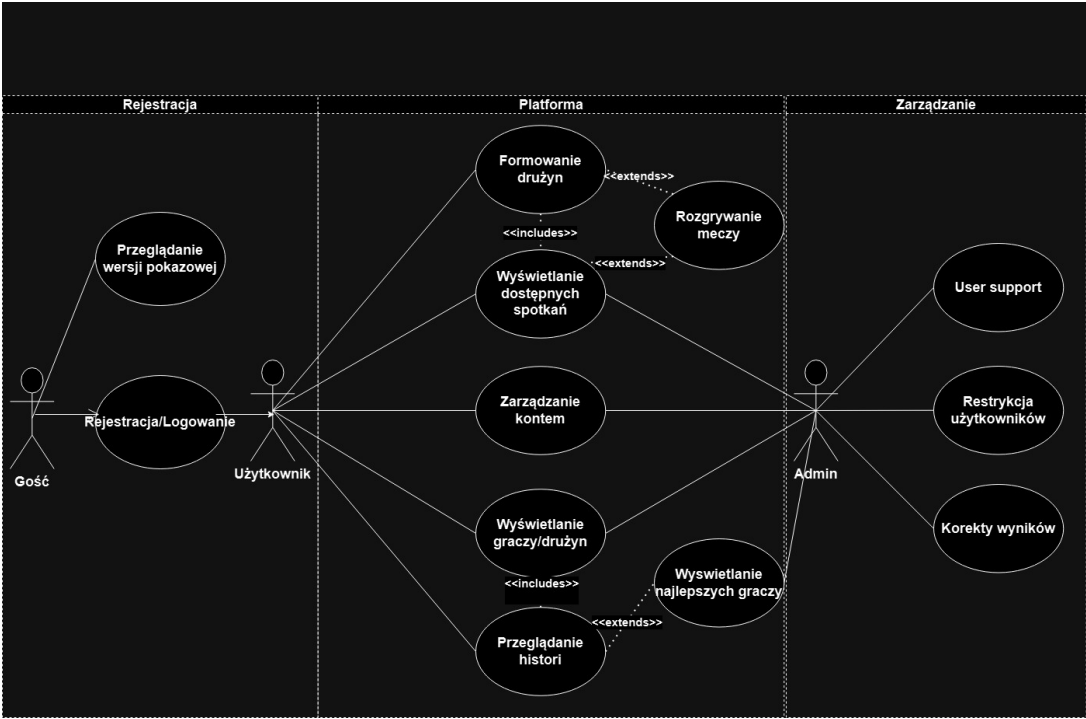 Rejestracja
Platforma
Zarządzanie
Formowanie
drużyn
<<extends>>
Rozgrywanie
meczy
<<includes>>
Przeglądanie
wersji pokazowej
<<extends>>
Wyświetlanie
dostępnych
spotkań
User support
Rejestracja/Logowanie
Zarządzanie
kontem
Restrykcja
użytkowników
Gość
Użytkownik
Admin
Wyświetlanie
graczy/drużyn
Korekty wyników
<<includes>>
Wyswietlanie
najlepszych graczy
<<extends>>
Przeglądanie
histori